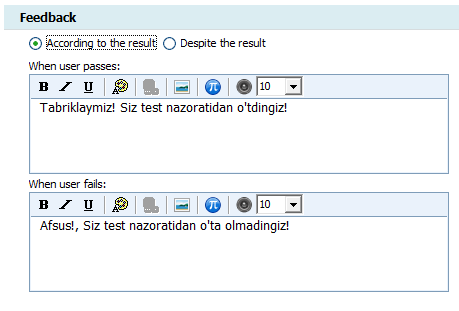 Feedback
According to the result Despite the result
When user passes:
B I U A π 10
Tabriklaymiz! Siz test nazoratidan o'tdingiz!
When user fails:
B I U A π 10
Afsus!, Siz test nazoratidan o'ta olmadingiz!